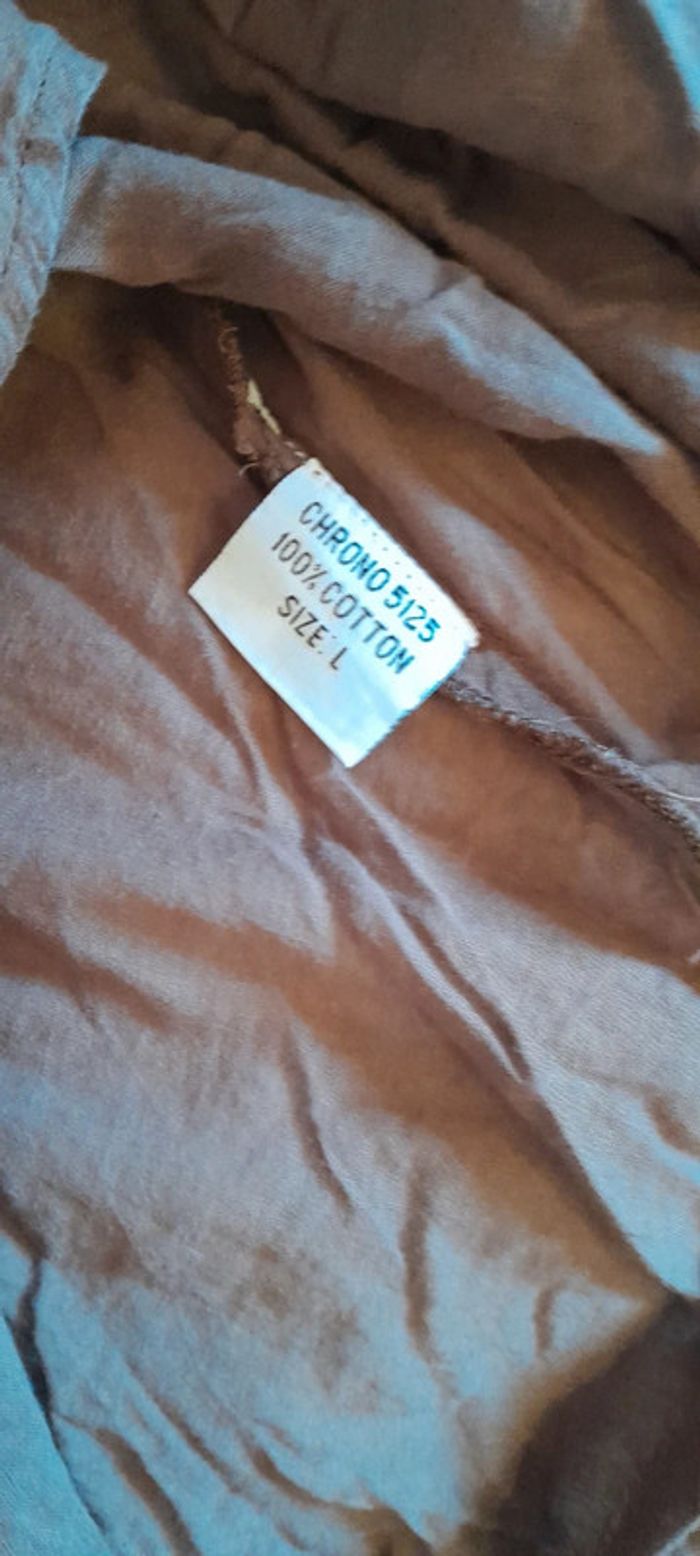 CHRONO 5125
100% COTTON
SIZE: L